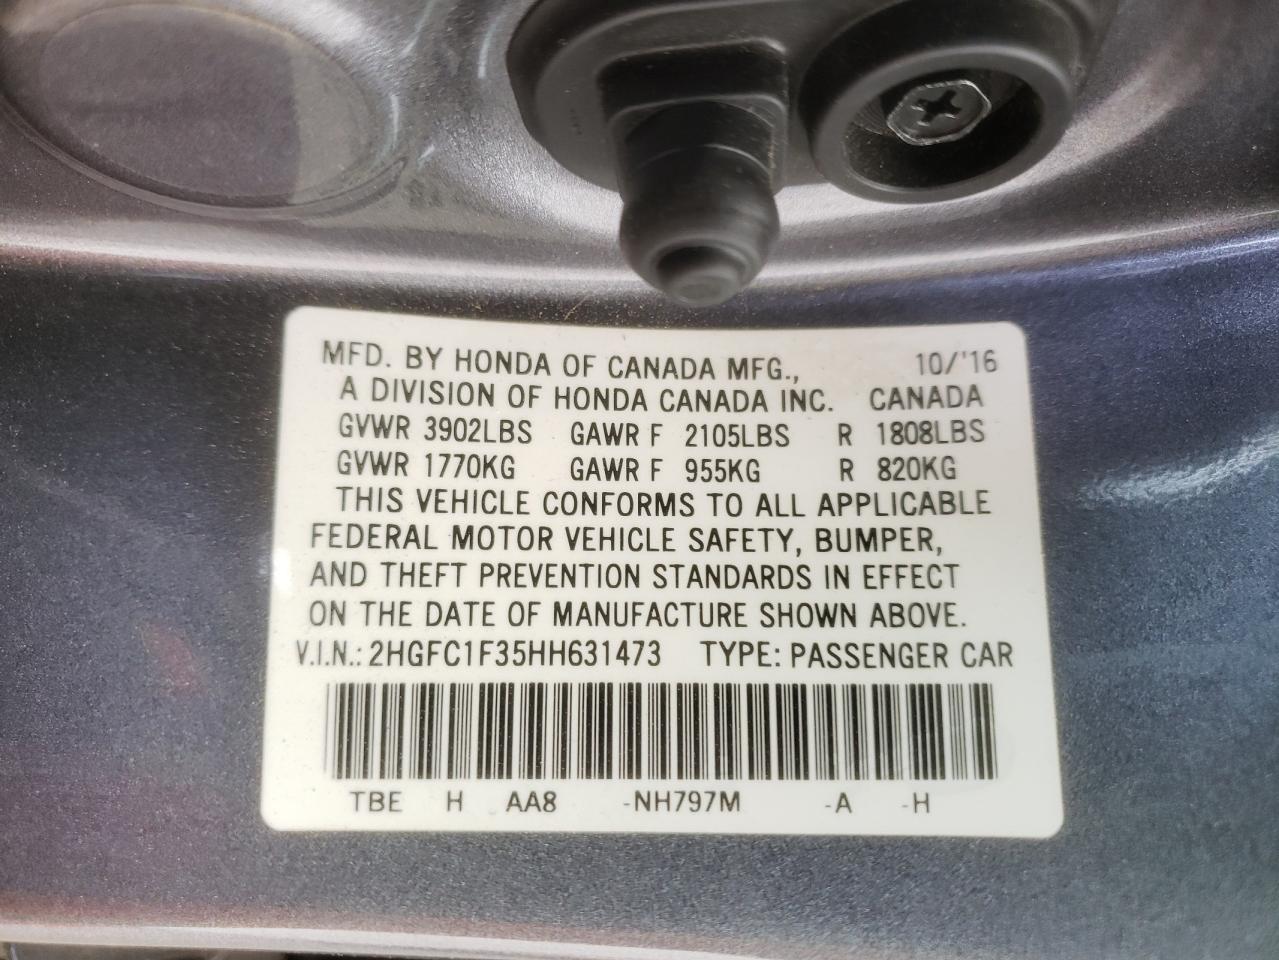 MFD. BY HONDA OF CANADA MFG., 10/'16
A DIVISION OF HONDA CANADA INC. CANADA
GVWR 3902LBS GAWR F 2105LBS R 1808LBS
GVWR 1770KG GAWR F 955KG R 820KG
THIS VEHICLE CONFORMS TO ALL APPLICABLE
FEDERAL MOTOR VEHICLE SAFETY, BUMPER,
AND THEFT PREVENTION STANDARDS IN EFFECT
ON THE DATE OF MANUFACTURE SHOWN ABOVE.
V.I.N.: 2HGFC1F35HH631473 TYPE: PASSENGER CAR
TBE H AA8 -NH797M -A -H